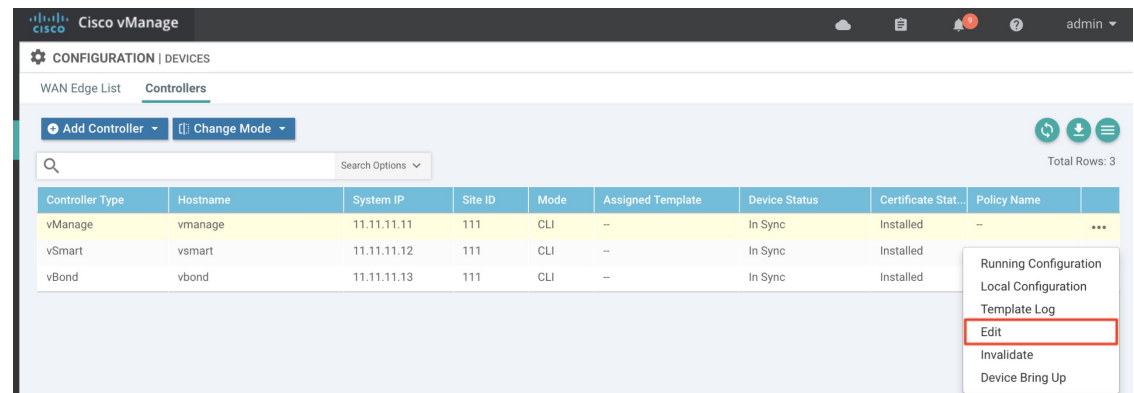 cisco Cisco vManage 9 admin
CONFIGURATION | DEVICES
WAN Edge List Controllers
Add Controller Change Mode
Search Options Total Rows: 3
Controller Type Hostname System IP Site ID Mode Assigned Template Device Status Certificate Stat... Policy Name
vManage vmanage 11.11.11.11 111 CLI -- In Sync Installed -- ...
vSmart vsmart 11.11.11.12 111 CLI -- In Sync Installed
vBond vbond 11.11.11.13 111 CLI -- In Sync Installed
Running Configuration
Local Configuration
Template Log
Edit
Invalidate
Device Bring Up